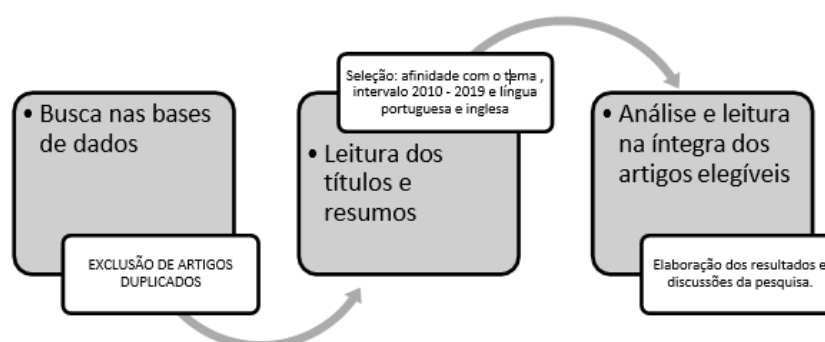 • Busca nas bases
de dados
EXCLUSÃO DE ARTIGOS
DUPLICADOS
Seleção: afinidade com o tema ,
intervalo 2010 - 2019 e língua
portuguesa e inglesa
• Leitura dos
títulos e
resumos
• Análise e leitura
na íntegra dos
artigos elegíveis
Elaboração dos resultados e
discussões da pesquisa.